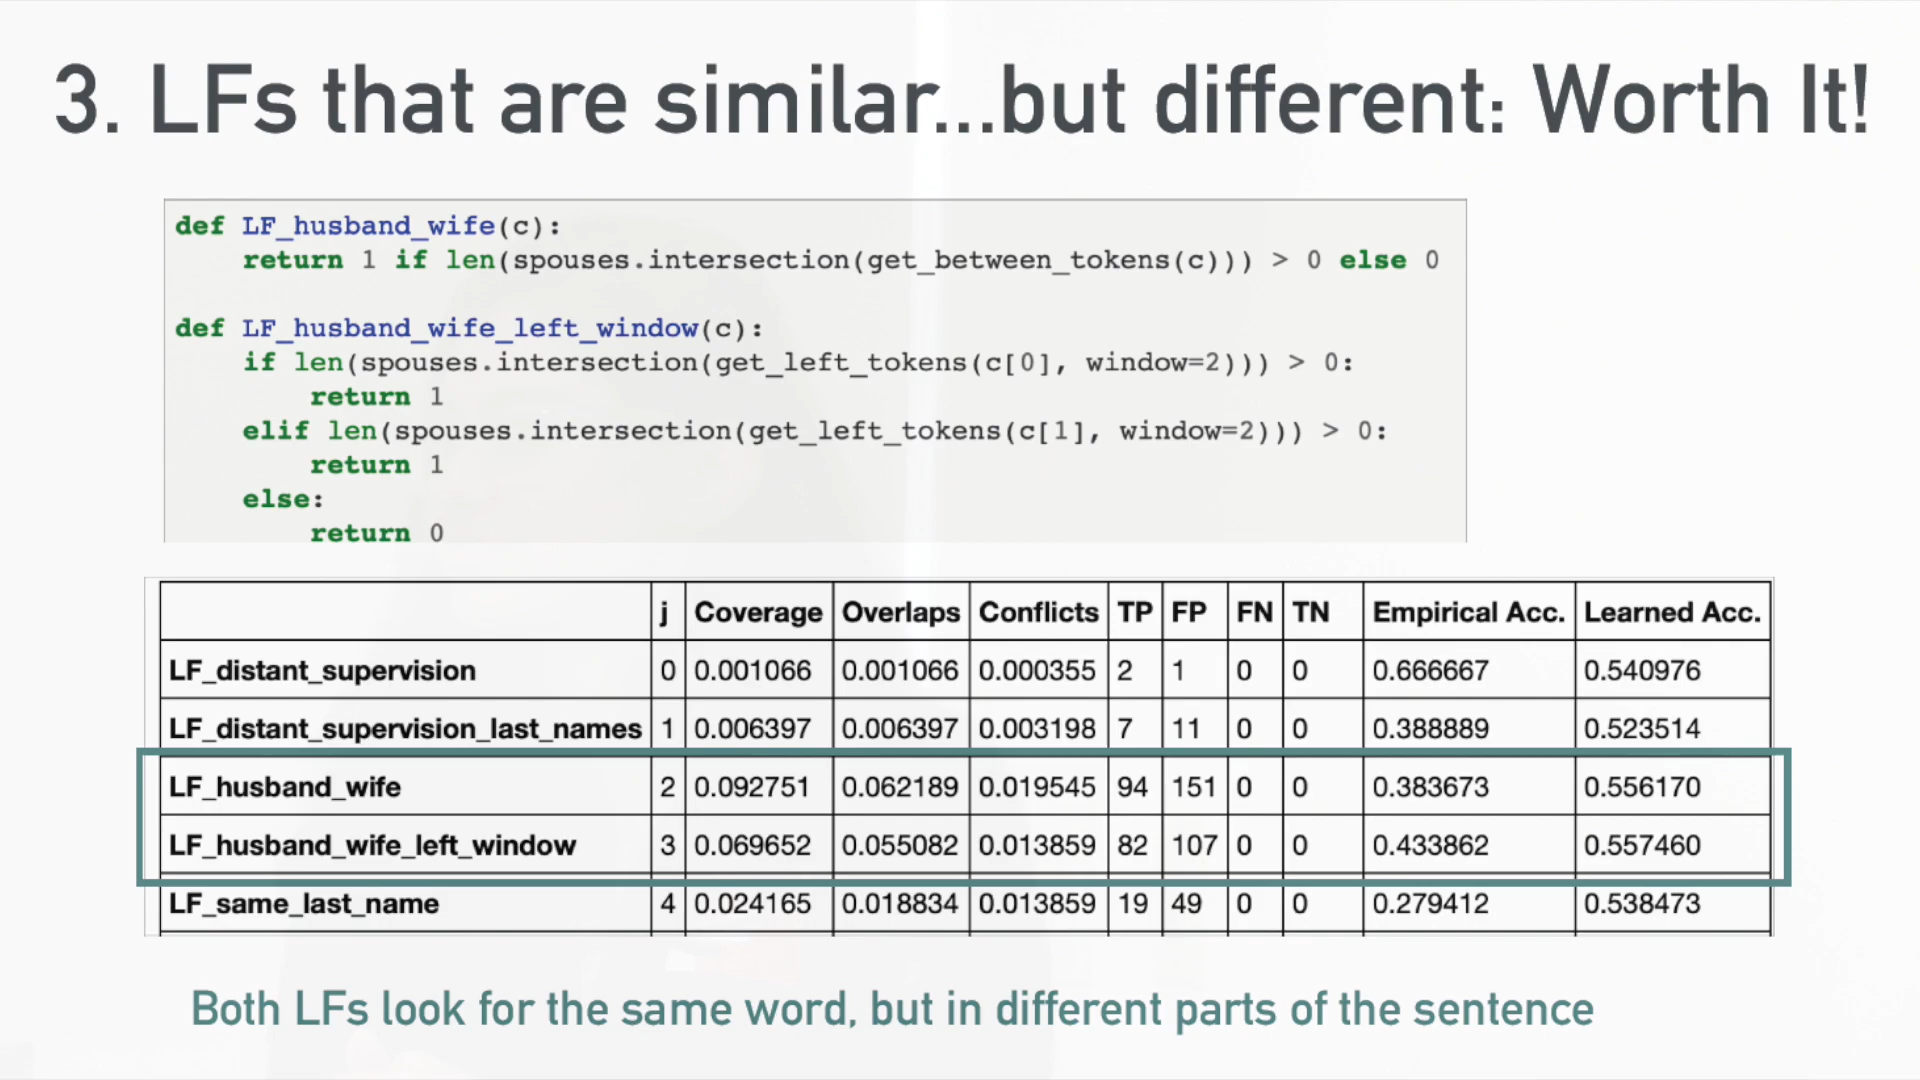 3. LFs that are similar...but different: Worth It!
def LF_husband_wife(c):
    return 1 if len(spouses.intersection(get_between_tokens(c))) > 0 else 0
def LF_husband_wife_left_window(c):
    if len(spouses.intersection(get_left_tokens(c[0], window=2))) > 0:
        return 1
    elif len(spouses.intersection(get_left_tokens(c[1], window=2))) > 0:
        return 1
    else:
        return 0
j Coverage Overlaps Conflicts TP FP FN TN Empirical Acc. Learned Acc.
LF_distant_supervision 0 0.001066 0.001066 0.000355 2 1 0 0 0.666667 0.540976
LF_distant_supervision_last_names 1 0.006397 0.006397 0.003198 7 11 0 0 0.388889 0.523514
LF_husband_wife 2 0.092751 0.062189 0.019545 94 151 0 0 0.383673 0.556170
LF_husband_wife_left_window 3 0.069652 0.055082 0.013859 82 107 0 0 0.433862 0.557460
LF_same_last_name 4 0.024165 0.018834 0.013859 19 49 0 0 0.279412 0.538473
Both LFs look for the same word, but in different parts of the sentence